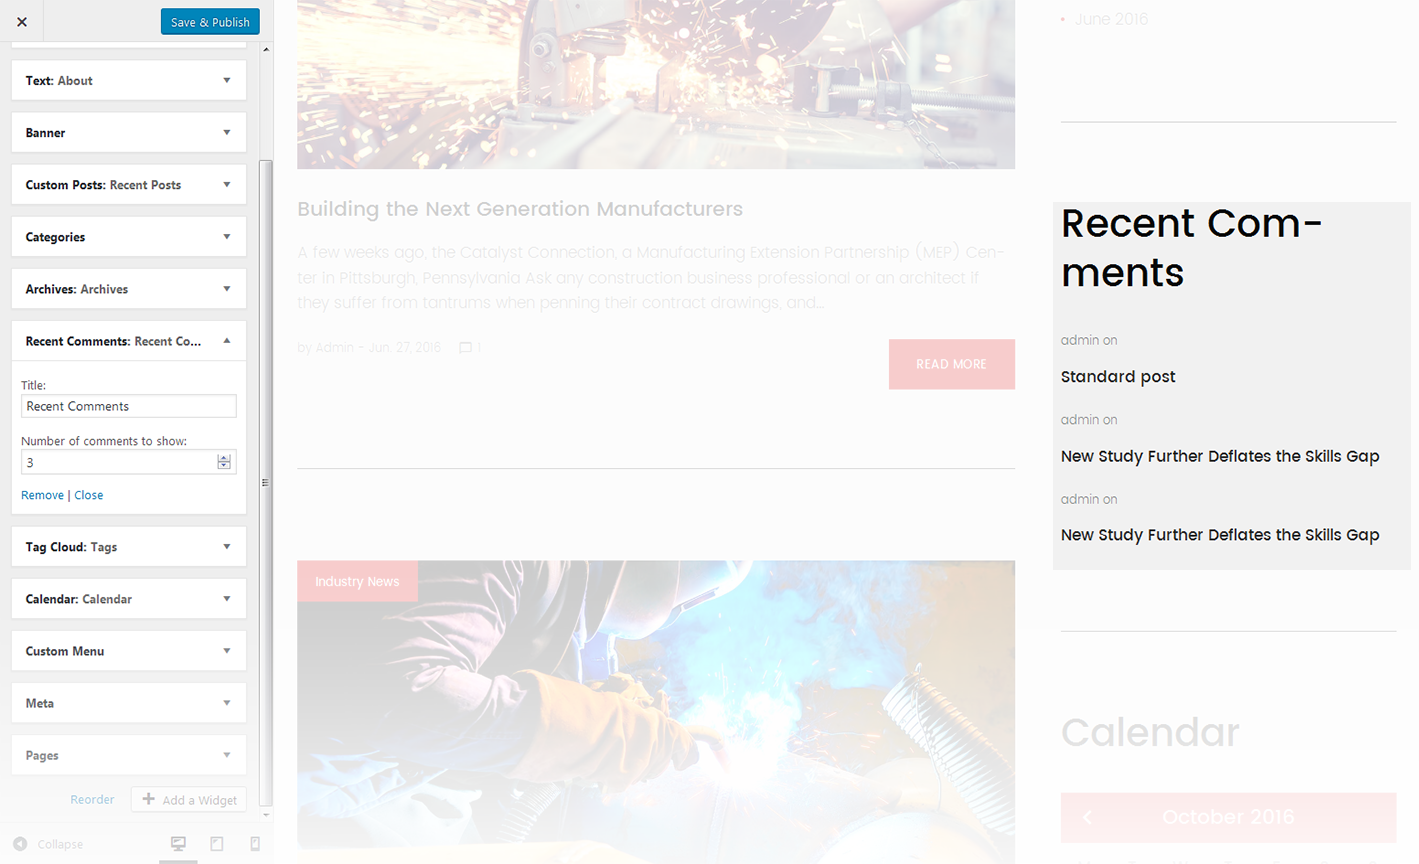 Save & Publish
Text: About
Banner
Custom Posts: Recent Posts
Categories
Archives: Archives
Recent Comments: Recent Co...
Title:
Recent Comments
Number of comments to show:
3
Remove | Close
Tag Cloud: Tags
Calendar: Calendar
Custom Menu
Meta
Pages
Reorder
Add a Widget
Collapse
Building the Next Generation Manufacturers
A few weeks ago, the Catalyst Connection, a Manufacturing Extension Partnership (MEP) Cen-
ter in Pittsburgh, Pennsylvania Ask any construction business professional or an architect if
they suffer from tantrums when penning their contract drawings, and...
by Admin - Jun. 27, 2016 1
READ MORE
Industry News
June 2016
Recent Com-
ments
admin on
Standard post
admin on
New Study Further Deflates the Skills Gap
admin on
New Study Further Deflates the Skills Gap
Calendar
October 2016